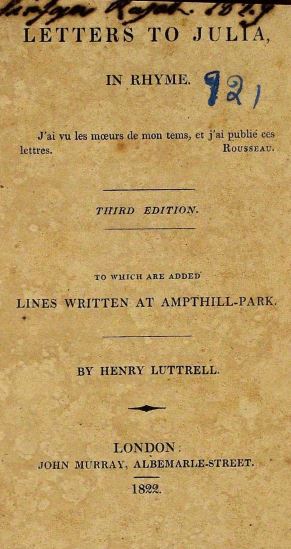 LETTERS TO JULIA,
IN RHYME.
921
J'ai vu les mœurs de mon tems, et j'ai publié ces
lettres. ROUSSEAU.
THIRD EDITION.
TO WHICH ARE ADDED
LINES WRITTEN AT AMPTHILL-PARK.
BY HENRY LUTTRELL.
LONDON:
JOHN MURRAY, ALBEMARLE-STREET.
1822.